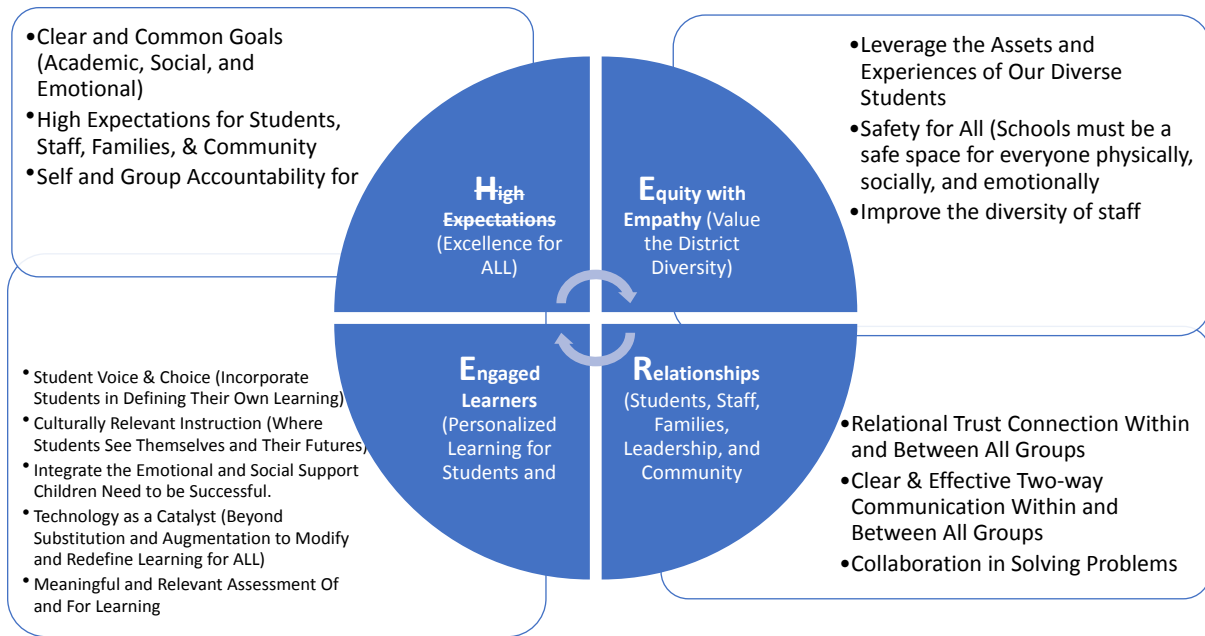 •Clear and Common Goals
(Academic, Social, and
Emotional)
•High Expectations for Students,
Staff, Families, & Community
•Self and Group Accountability for
•Leverage the Assets and
Experiences of Our Diverse
Students
•Safety for All (Schools must be a
safe space for everyone physically,
socially, and emotionally
•Improve the diversity of staff
High
Expectations
(Excellence for
ALL)
Equity with
Empathy (Value
the District
Diversity)
Engaged
Learners
(Personalized
Learning for
Students and
Relationships
(Students, Staff,
Families,
Leadership, and
Community
•Student Voice & Choice (Incorporate
Students in Defining Their Own Learning)
•Culturally Relevant Instruction (Where
Students See Themselves and Their Futures)
•Integrate the Emotional and Social Support
Children Need to be Successful.
•Technology as a Catalyst (Beyond
Substitution and Augmentation to Modify
and Redefine Learning for ALL)
•Meaningful and Relevant Assessment Of
and For Learning
•Relational Trust Connection Within
and Between All Groups
•Clear & Effective Two-way
Communication Within and
Between All Groups
•Collaboration in Solving Problems